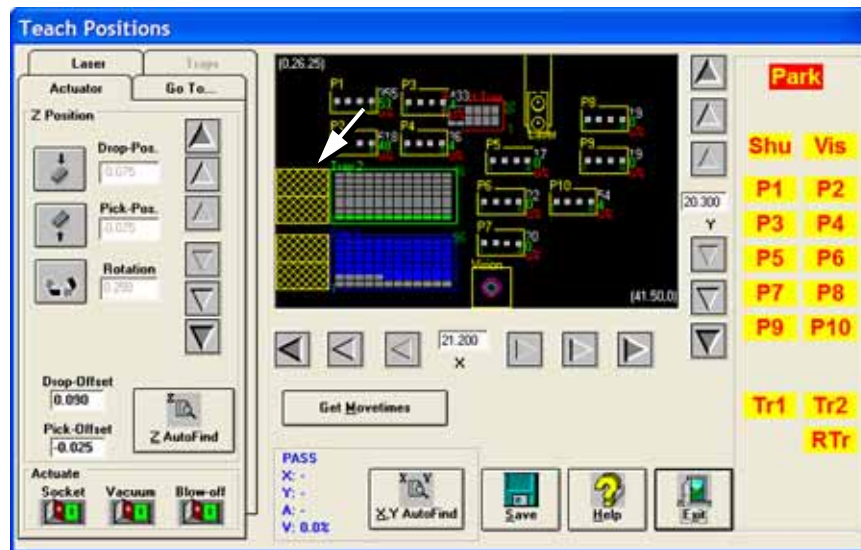 Teach Positions
Laser
Trays
Actuator
Go To...
Z Position
Drop-Pos.
0.075
Pick-Pos.
0.025
Rotation
0.250
Drop-Offset
0.090
Pick-Offset
-0.025
Z AutoFind
Actuate
Socket Vacuum Blow-off
(0,26.25)
P1
P3
P2
P4
P5
P6
P7
P8
P9
P10
Tray 2
Vision
(41.50,0)
20.300
Y
21.200
X
Get Movetimes
PASS
X: -
Y: -
A: -
V: 0.0%
X,Y AutoFind
Save
Help
Exit
Park
Shu Vis
P1 P2
P3 P4
P5 P6
P7 P8
P9 P10
Tr1 Tr2
RTr